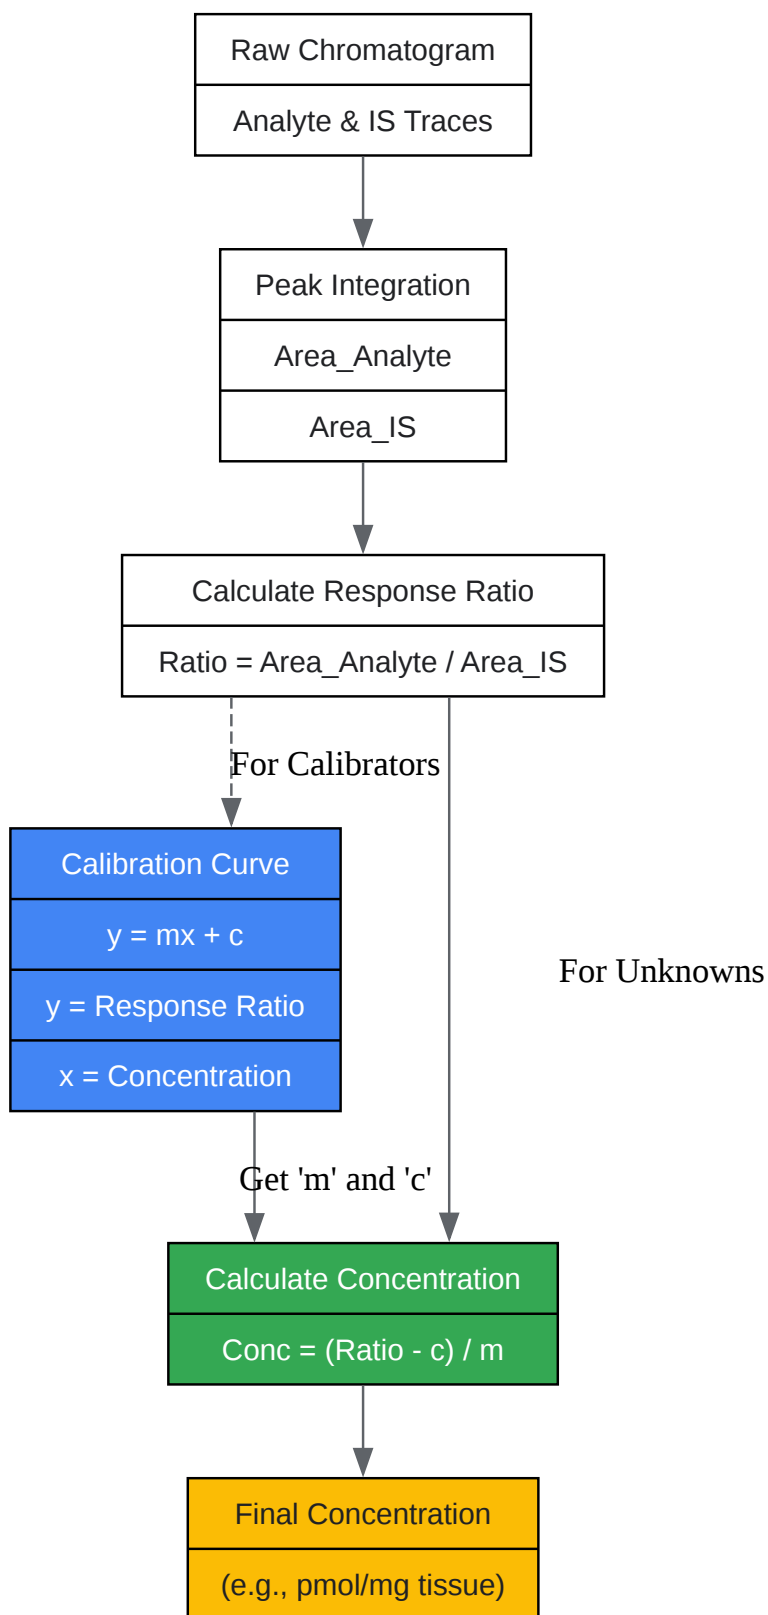 Raw Chromatogram
Analyte & IS Traces
Peak Integration
Area_Analyte
Area_IS
Calculate Response Ratio
Ratio = Area_Analyte / Area_IS
For Calibrators
Calibration Curve
y = mx + c
y = Response Ratio
x = Concentration
For Unknowns
Get 'm' and 'c'
Calculate Concentration
Conc = (Ratio - c) / m
Final Concentration
(e.g., pmol/mg tissue)